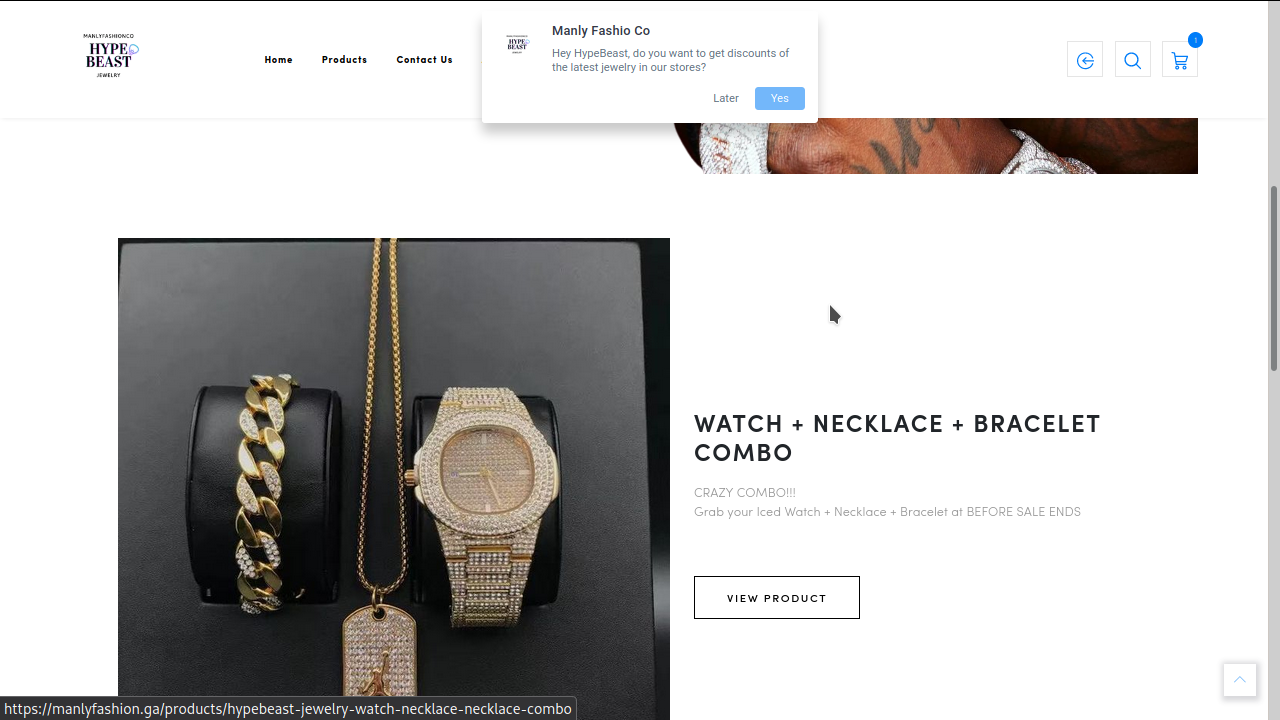 MANLYFASHIONCO
HYPE
BEAST
JEWELRY
Home
Products
Contact Us
Manly Fashio Co
Hey HypeBeast, do you want to get discounts of
the latest jewelry in our stores?
Later
Yes
HYPE
BEAST
1
WATCH + NECKLACE + BRACELET
COMBO
CRAZY COMBO!!!
Grab your Iced Watch + Necklace + Bracelet at BEFORE SALE ENDS
VIEW PRODUCT
https://manlyfashion.ga/products/hypebeast-jewelry-watch-necklace-necklace-combo